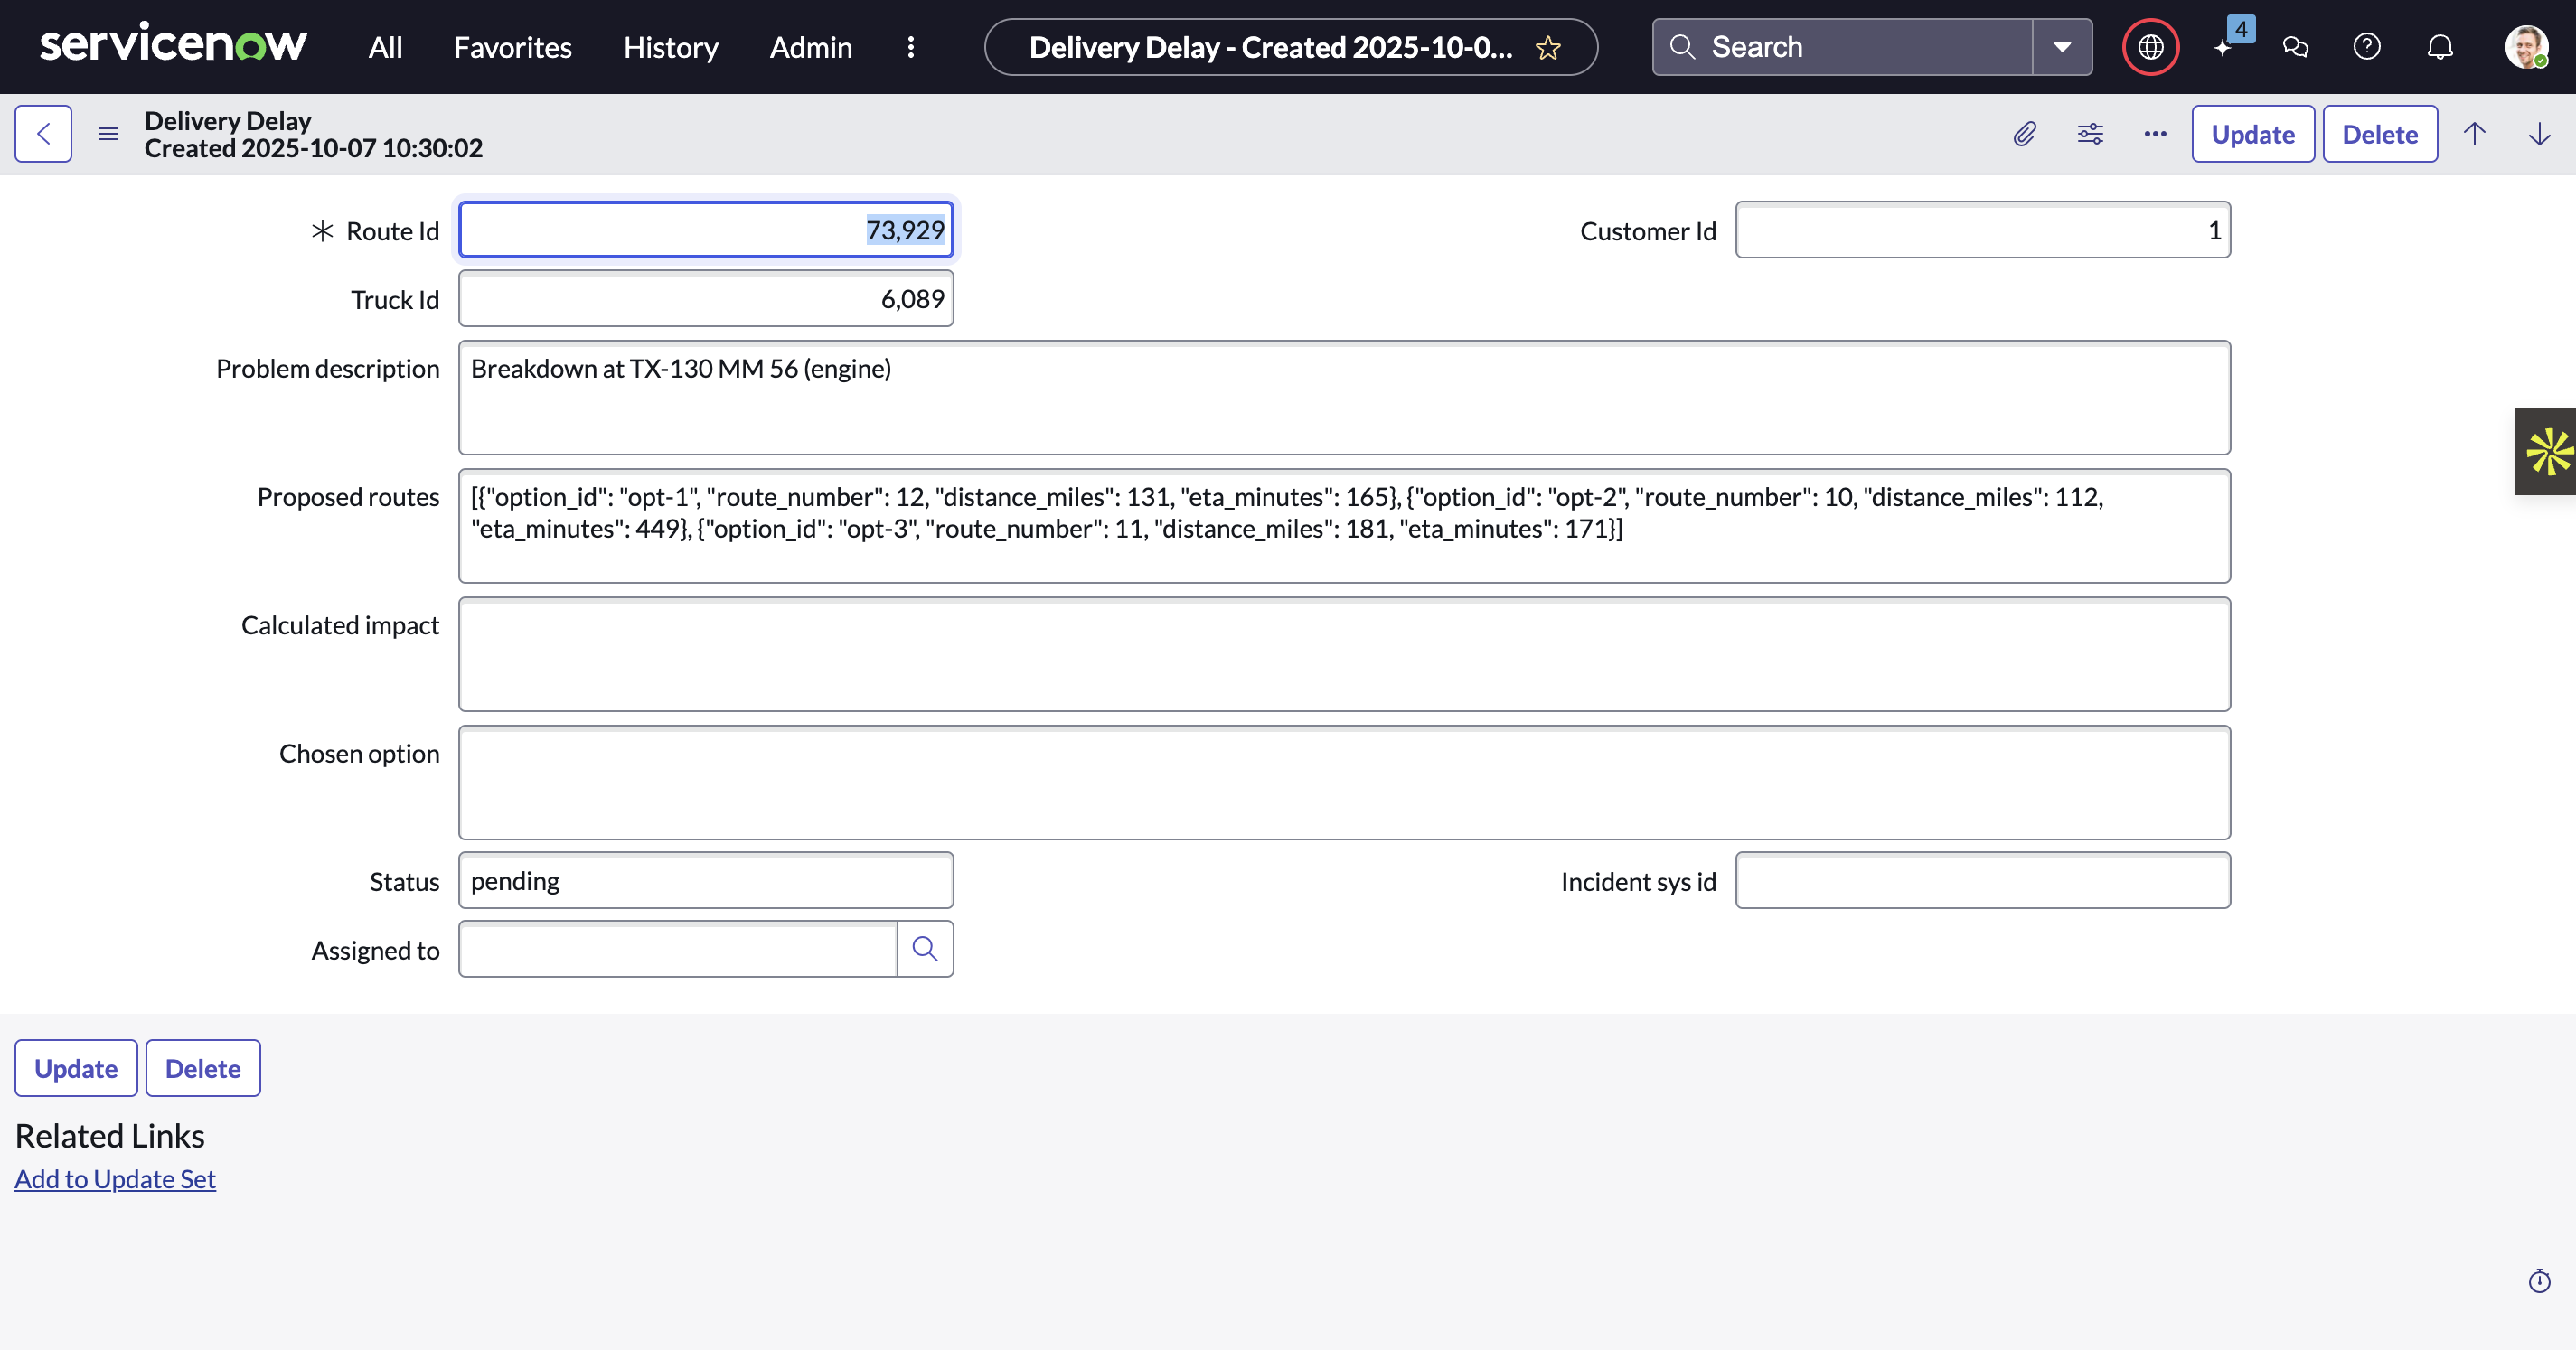 servicenow All Favorites History Admin Delivery Delay - Created 2025-10-0... Search 4
Delivery Delay
Created 2025-10-07 10:30:02
Update Delete
Route Id 73,929 Customer Id 1
Truck Id 6,089
Problem description Breakdown at TX-130 MM 56 (engine)
Proposed routes [{"option_id": "opt-1", "route_number": 12, "distance_miles": 131, "eta_minutes": 165}, {"option_id": "opt-2", "route_number": 10, "distance_miles": 112,
"eta_minutes": 449}, {"option_id": "opt-3", "route_number": 11, "distance_miles": 181, "eta_minutes": 171}]
Calculated impact
Chosen option
Status pending Incident sys id
Assigned to
Update Delete
Related Links
Add to Update Set